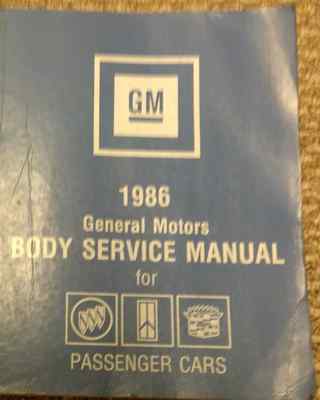 GM
1986
General Motors
BODY SERVICE MANUAL
for
PASSENGER CARS